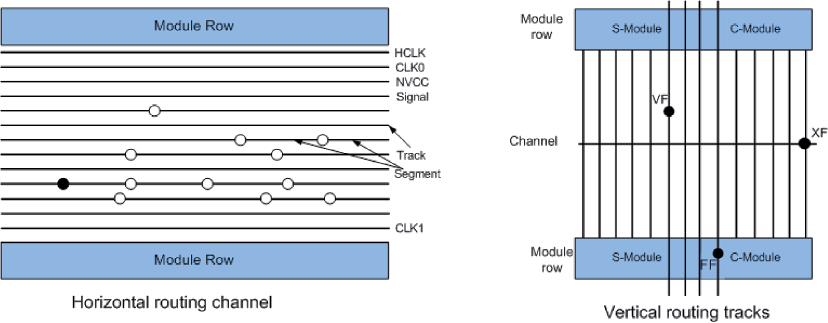 Module Row
HCLK
CLK0
NVCC
Signal
Track
Segment
CLK1
Module Row
Horizontal routing channel
Module
row
S-Module
C-Module
VF
XF
Channel
Module
row
S-Module
FF
C-Module
Vertical routing tracks